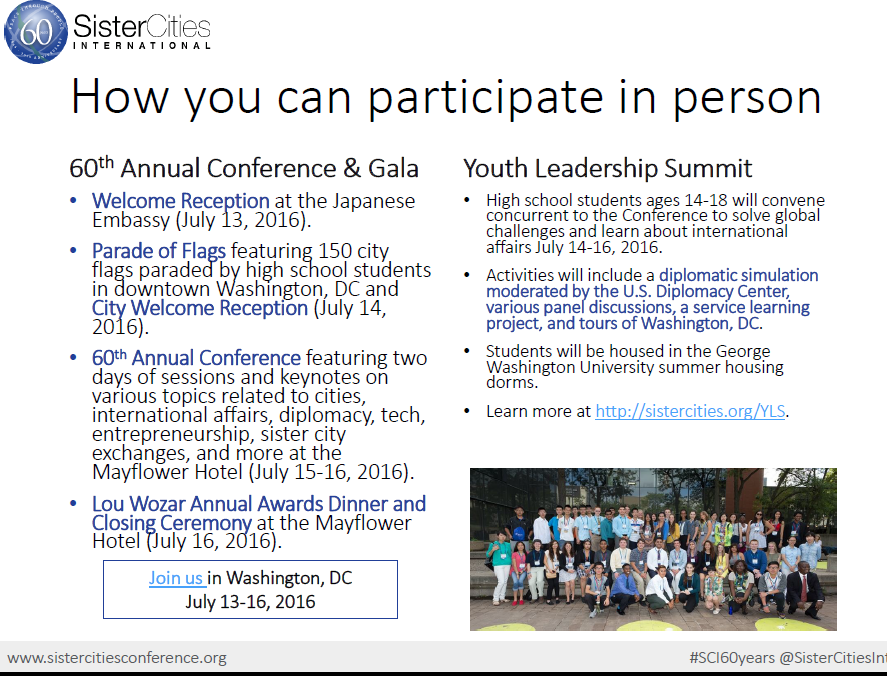 60
SisterCities
INTERNATIONAL
How you can participate in person
60th Annual Conference & Gala
• Welcome Reception at the Japanese
Embassy (July 13, 2016).
• Parade of Flags featuring 150 city
flags paraded by high school students
in downtown Washington, DC and
City Welcome Reception (July 14,
2016).
• 60th Annual Conference featuring two
days of sessions and keynotes on
various topics related to cities,
international affairs, diplomacy, tech,
entrepreneurship, sister city
exchanges, and more at the
Mayflower Hotel (July 15-16, 2016).
• Lou Wozar Annual Awards Dinner and
Closing Ceremony at the Mayflower
Hotel (July 16, 2016).
Join us in Washington, DC
July 13-16, 2016
Youth Leadership Summit
• High school students ages 14-18 will convene
concurrent to the Conference to solve global
challenges and learn about international
affairs July 14-16, 2016.
• Activities will include a diplomatic simulation
moderated by the U.S. Diplomacy Center,
various panel discussions, a service learning
project, and tours of Washington, DC.
• Students will be housed in the George
Washington University summer housing
dorms.
• Learn more at http://sistercities.org/YLS.
www.sistercitiesconference.org
#SCI60years @SisterCitiesInt